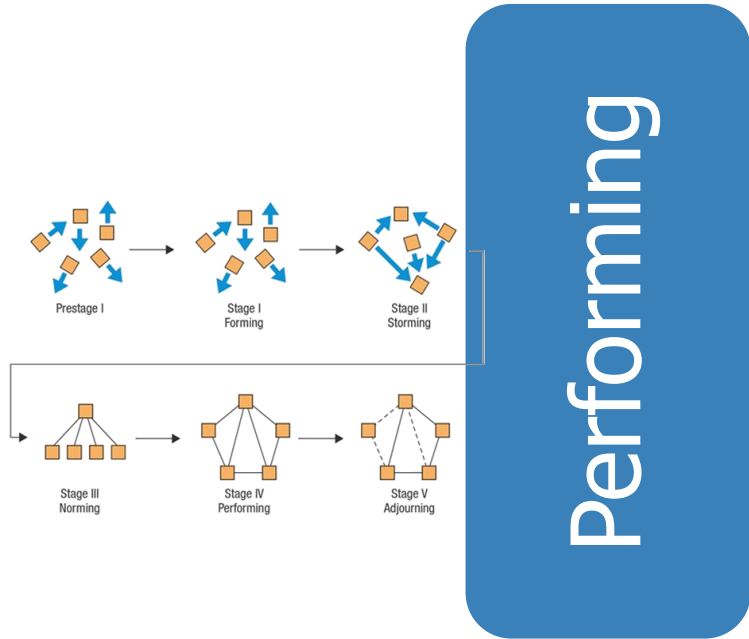 Prestage I
Stage I
Forming
Stage II
Storming
Stage III
Norming
Stage IV
Performing
Stage V
Adjourning
Performing